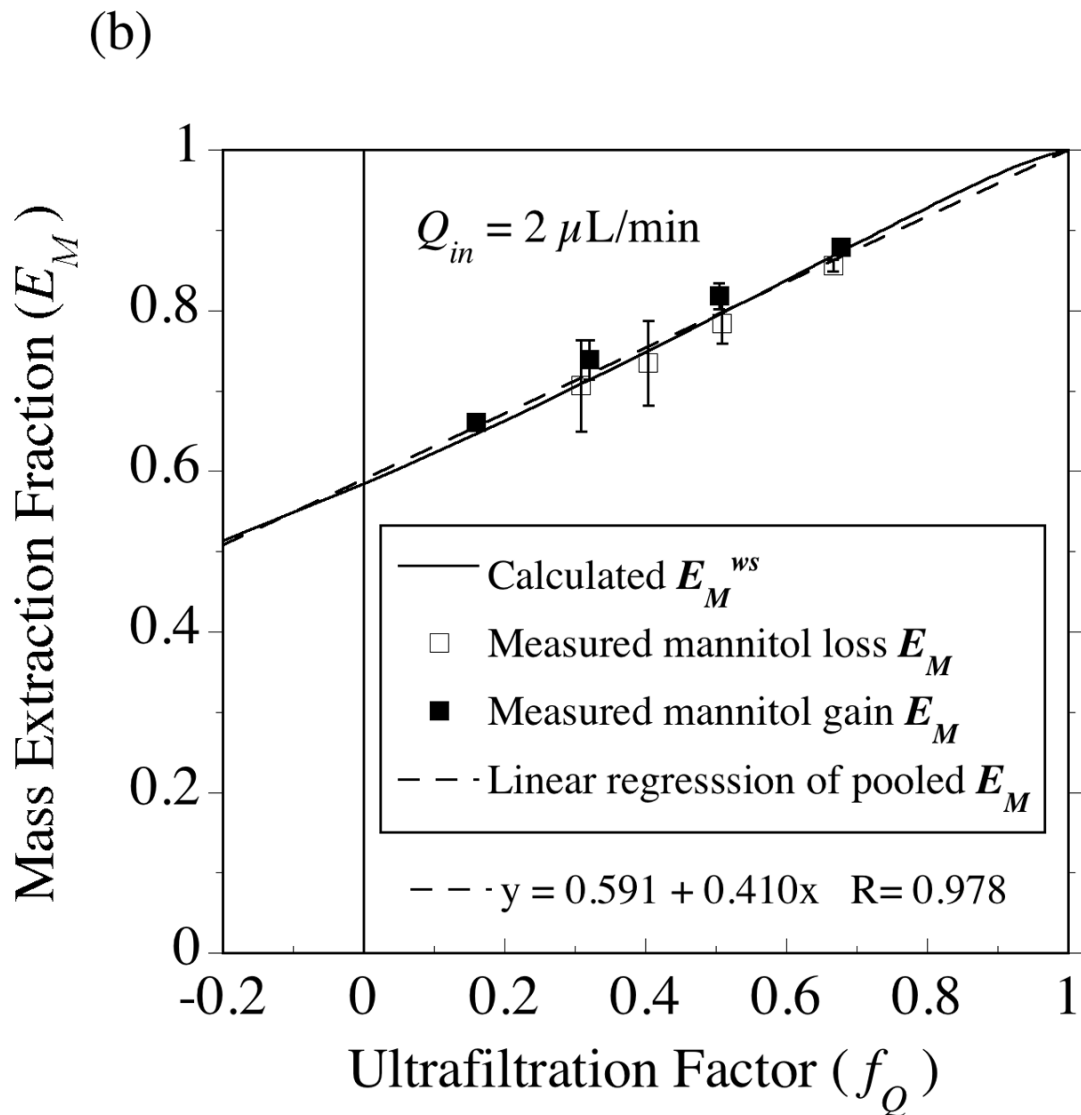 (b)
Mass Extraction Fraction (E_M)
1
0.8
0.6
0.4
0.2
0
Q_in = 2 µL/min
Calculated E_M^ws
Measured mannitol loss E_M
Measured mannitol gain E_M
Linear regresssion of pooled E_M
y = 0.591 + 0.410x R= 0.978
-0.2 0 0.2 0.4 0.6 0.8 1
Ultrafiltration Factor (f_Q)